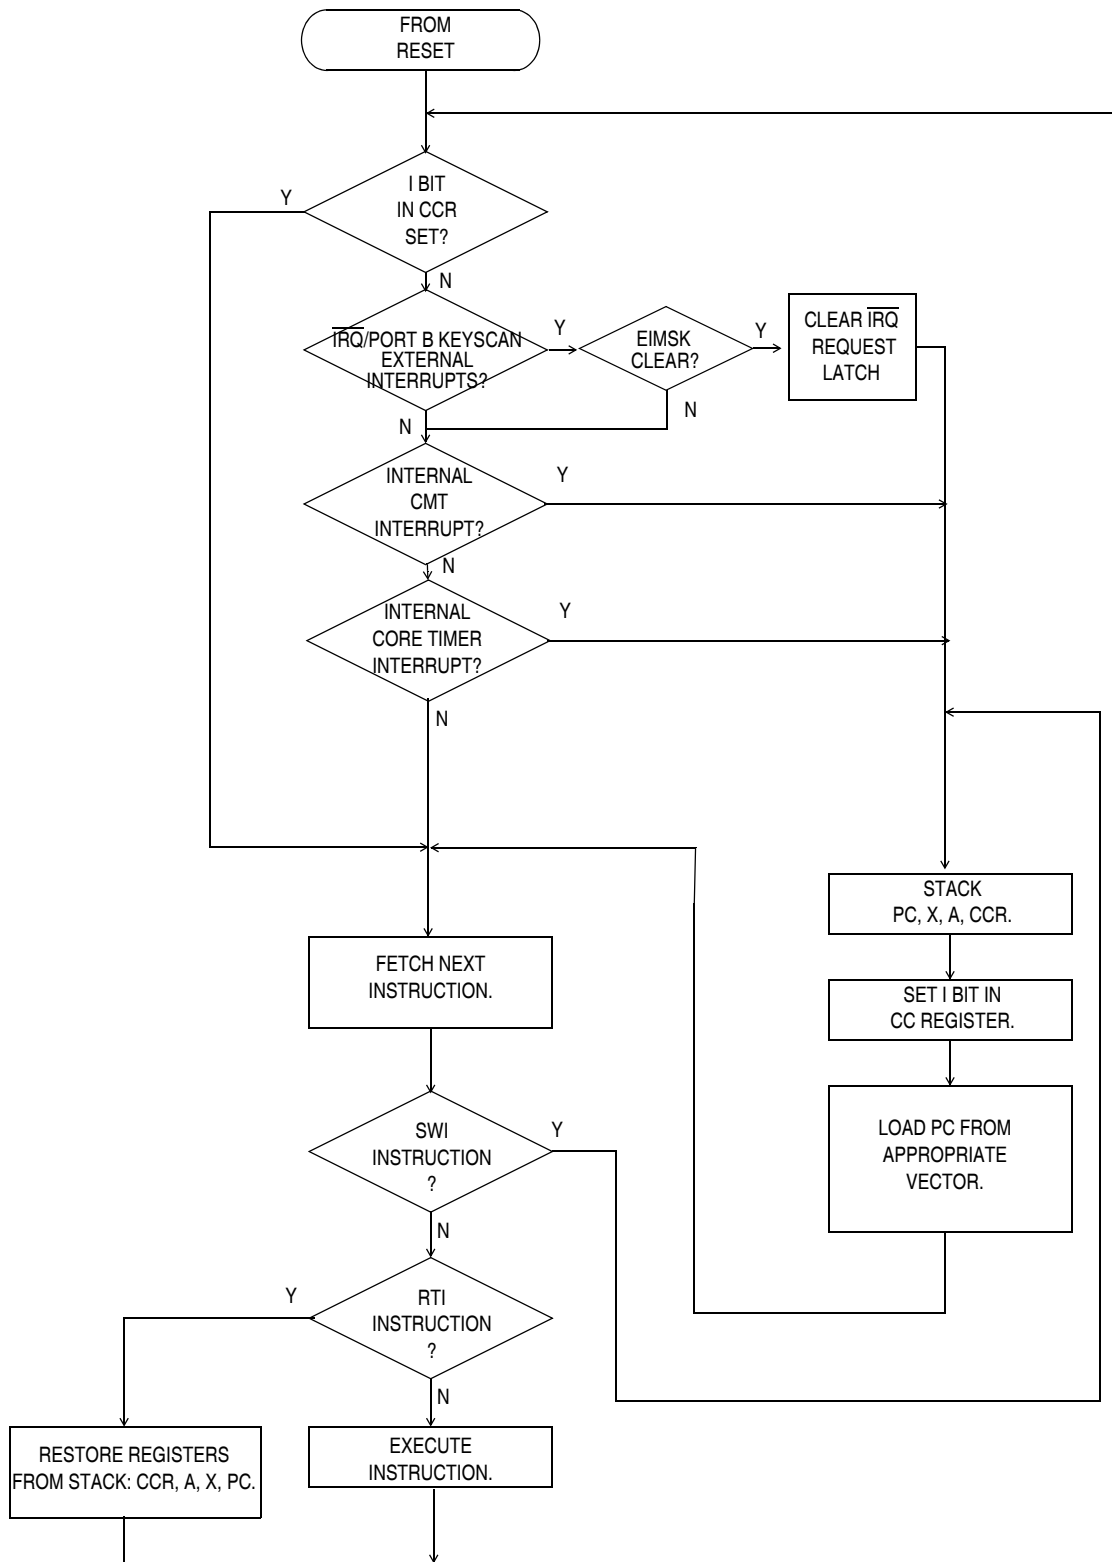 FROM
RESET
Y
I BIT
IN CCR
SET?
N
IRQ/PORT B KEYSCAN
EXTERNAL
INTERRUPTS?
Y
EIMSK
CLEAR?
Y
CLEAR IRQ
REQUEST
LATCH
N
N
INTERNAL
CMT
INTERRUPT?
Y
N
INTERNAL
CORE TIMER
INTERRUPT?
Y
N
STACK
PC, X, A, CCR.
FETCH NEXT
INSTRUCTION.
SET I BIT IN
CC REGISTER.
SWI
INSTRUCTION
?
Y
LOAD PC FROM
APPROPRIATE
VECTOR.
N
Y
RTI
INSTRUCTION
?
N
RESTORE REGISTERS
FROM STACK: CCR, A, X, PC.
EXECUTE
INSTRUCTION.